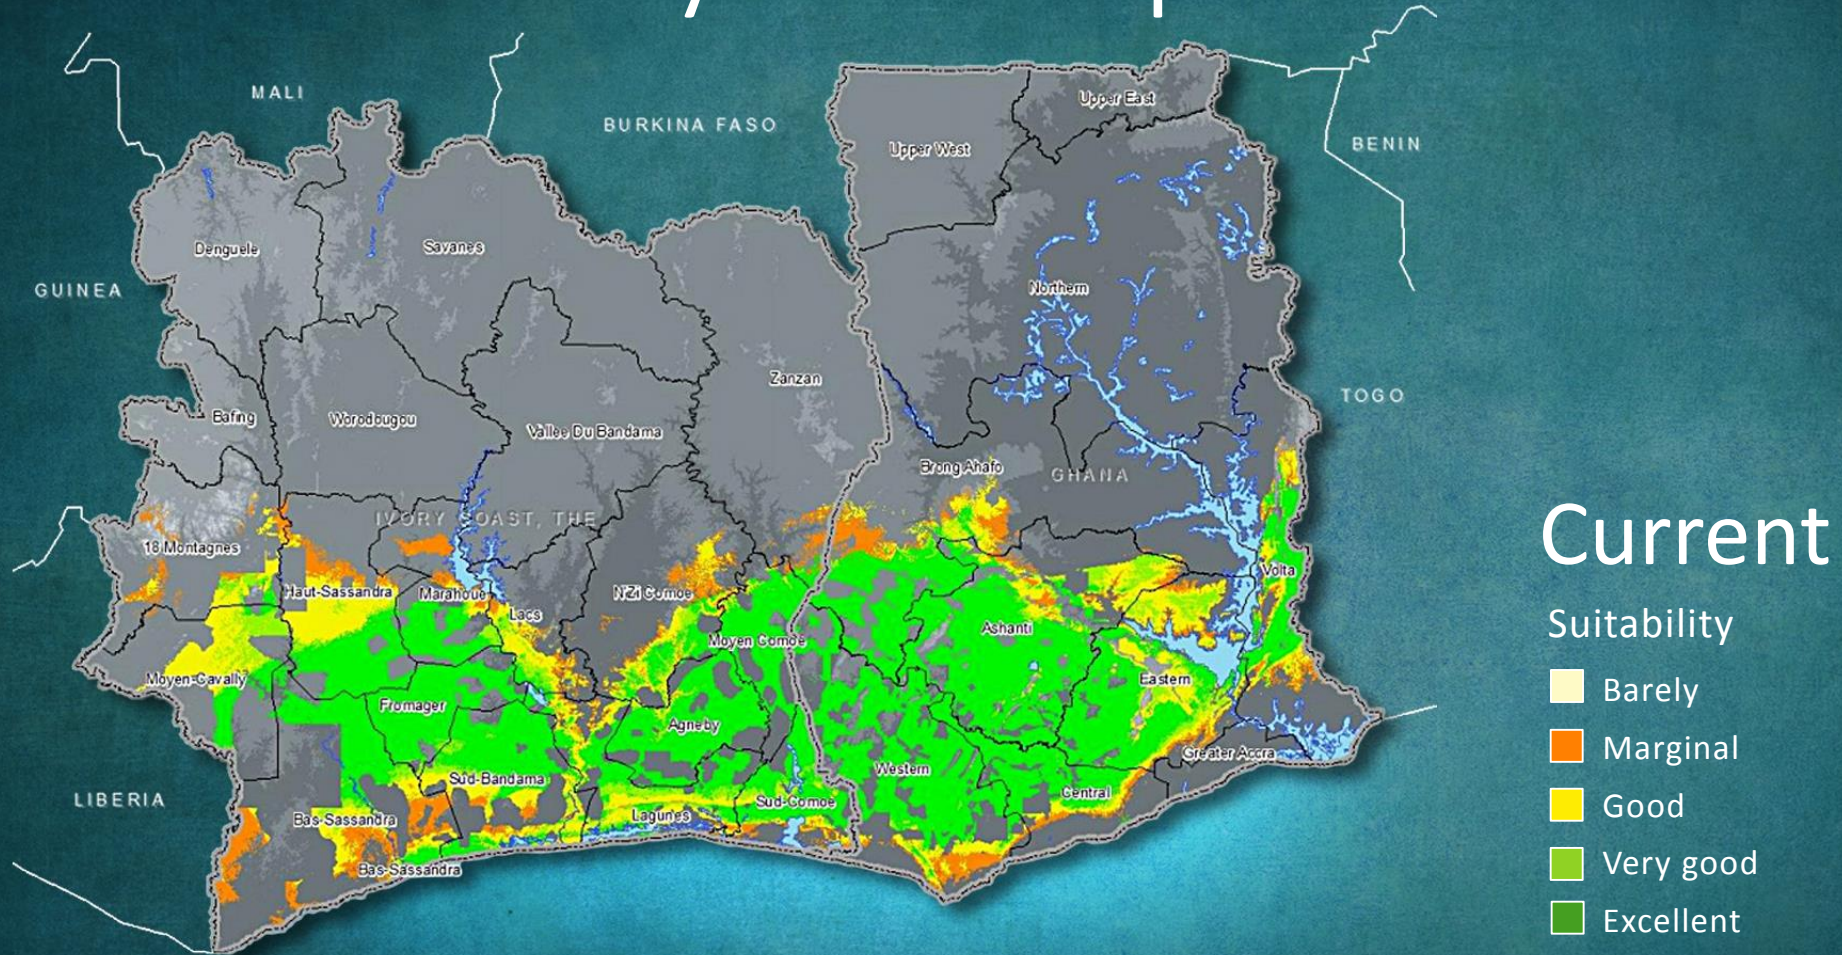 MALI
BURKINA FASO
Upper East
BENIN
Upper West
Denguele
Savanes
GUINEA
Northern
Zanzan
TOGO
Bafing
Worodougou
Vallee Du Bandama
Brong Ahafo
GHANA
IVORY COAST, THE
18 Montagnes
Haut-Sassandra
Marahoue
N'Zi Comoe
Volta
Lacs
Moyen Comoe
Ashanti
Moyen-Cavally
Eastern
Fromager
Agneby
Greater Accra
Western
Sud-Bandama
Central
LIBERIA
Sud-Comoe
Bas-Sassandra
Lagunes
Bas-Sassandra
Current
Suitability
Barely
Marginal
Good
Very good
Excellent